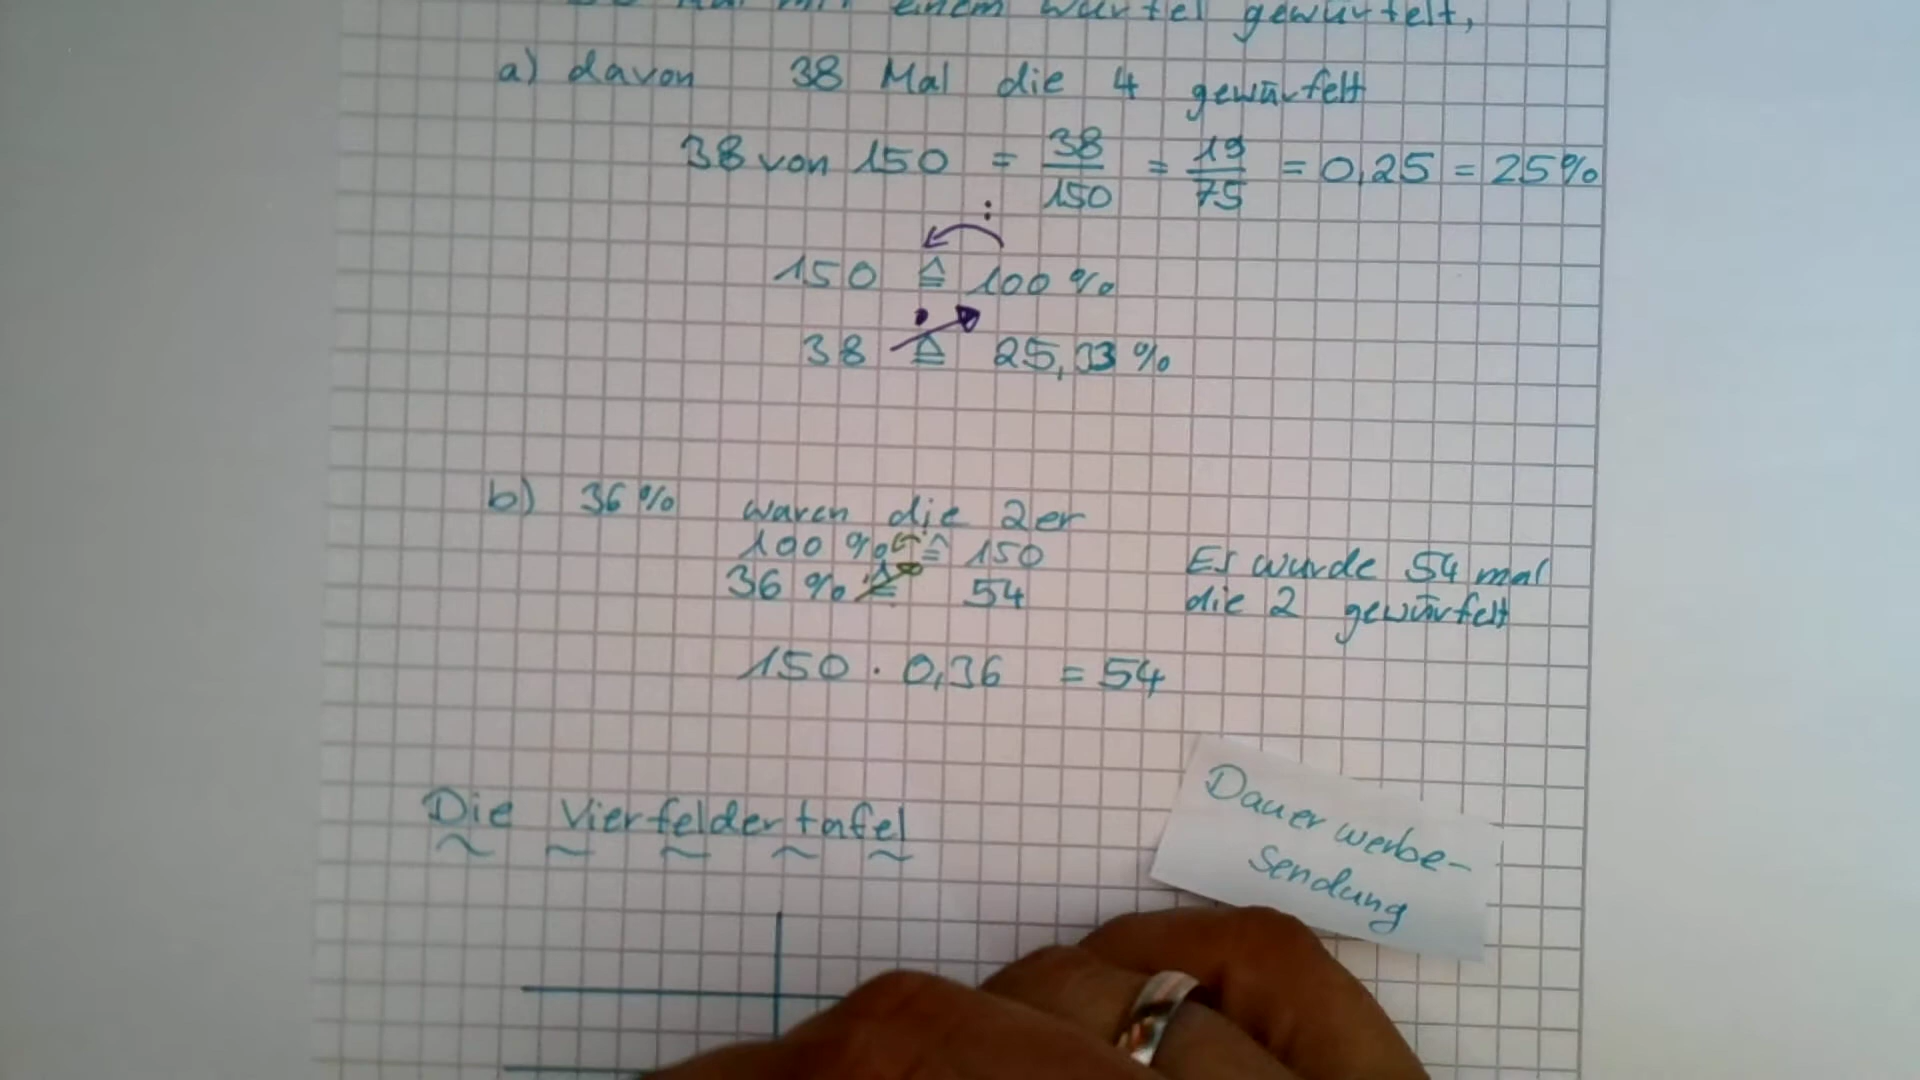 einem Würfel gewürfelt,
a) davon 38 Mal die 4 gewürfelt
38 von 150 = 38/150 = 19/75 = 0,25 = 25%
:
150 ≙ 100 %
·
38 ≙ 25,33 %
b) 36 % waren die 2er
100 % ≙ 150
36 % ≙ 54
Es wurde 54 mal
die 2 gewürfelt
150 · 0,36 = 54
Die Vierfeldertafel
Dauerwerbe-
sendung